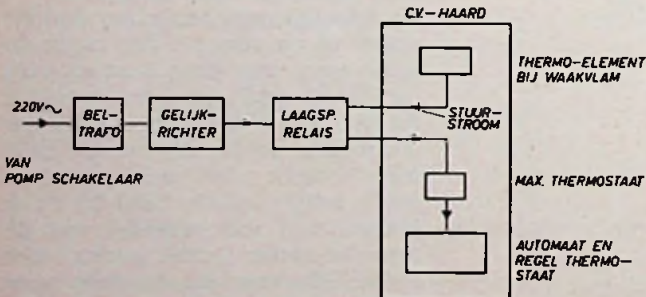 C.V.-HAARD
THERMO-ELEMENT
BIJ WAAKVLAM
220V~
BEL-
TRAFO
GELIJK-
RICHTER
LAAGSP.
RELAIS
STUUR-
STROOM
VAN
POMP SCHAKELAAR
MAX. THERMOSTAAT
AUTOMAAT EN
REGEL THERMO-
STAAT